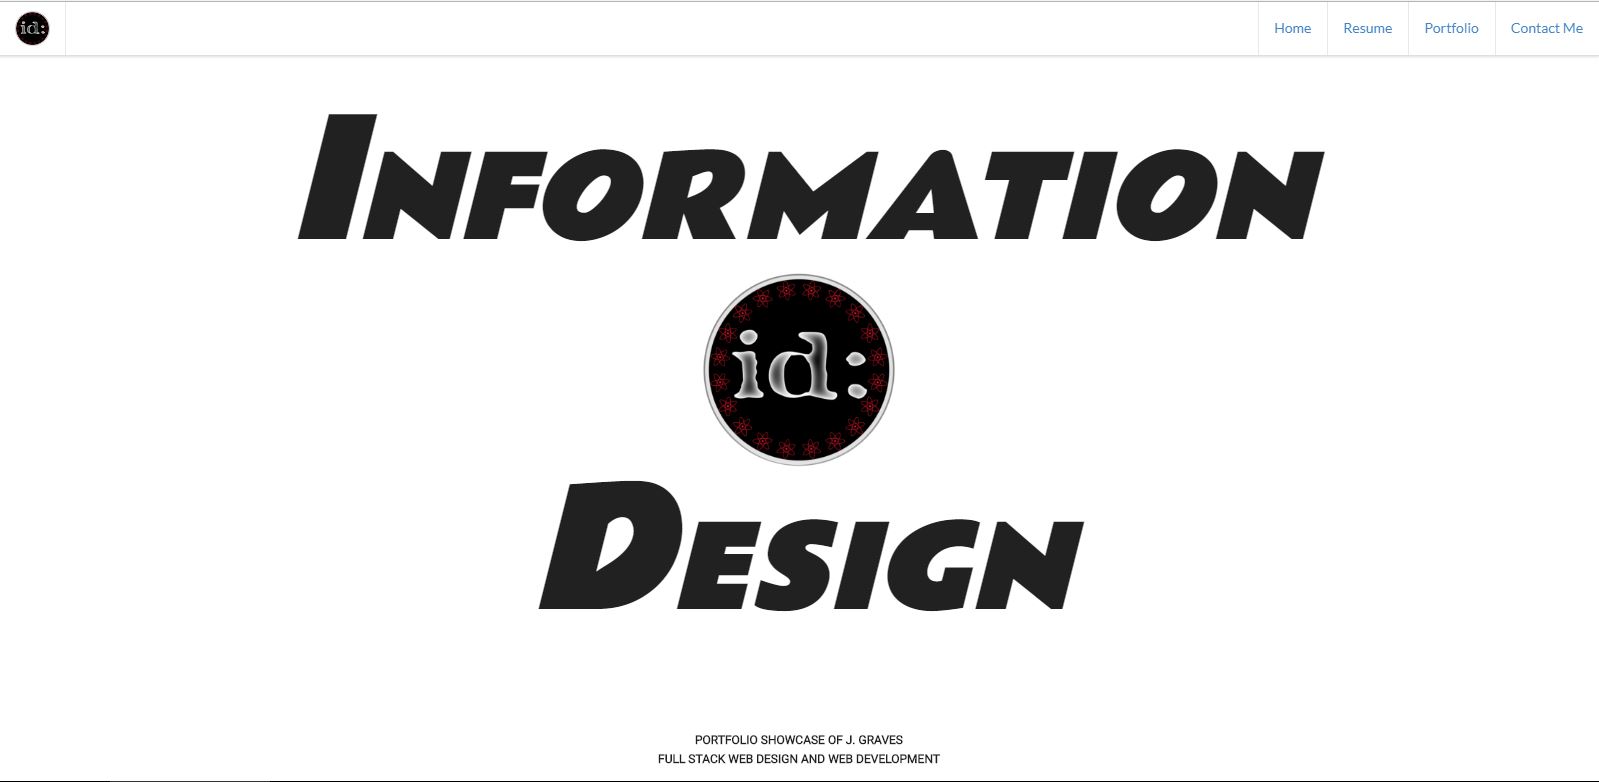 id:
Home
Resume
Portfolio
Contact Me
INFORMATION
id:
DESIGN
PORTFOLIO SHOWCASE OF J. GRAVES
FULL STACK WEB DESIGN AND WEB DEVELOPMENT